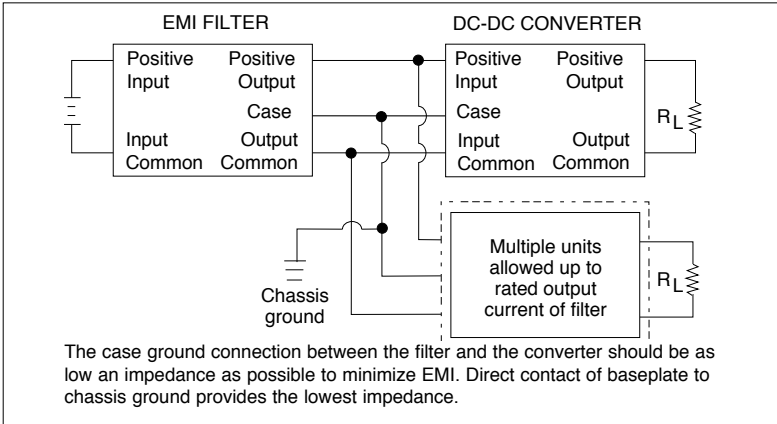 EMI FILTER
DC-DC CONVERTER
Positive Input
Positive Output
Case
Input Common
Output Common
Positive Input
Positive Output
Case
Input Common
Output Common
RL
Multiple units
allowed up to
rated output
current of filter
RL
Chassis
ground
The case ground connection between the filter and the converter should be as
low an impedance as possible to minimize EMI. Direct contact of baseplate to
chassis ground provides the lowest impedance.